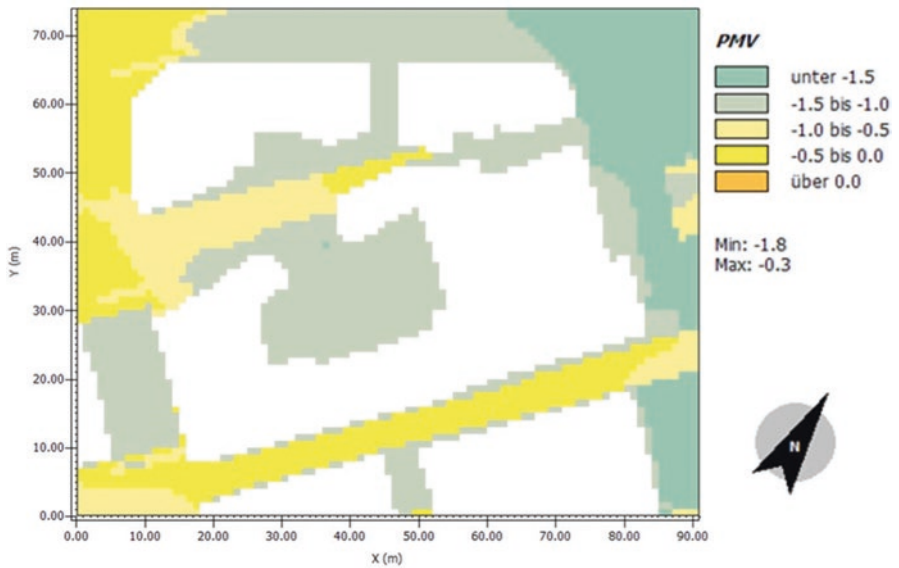 PMV
unter -1.5
-1.5 bis -1.0
-1.0 bis -0.5
-0.5 bis 0.0
über 0.0
Min: -1.8
Max: -0.3
N
70.00
60.00
50.00
40.00
30.00
20.00
10.00
0.00
Y (m)
0.00 10.00 20.00 30.00 40.00 50.00 60.00 70.00 80.00 90.00
X (m)